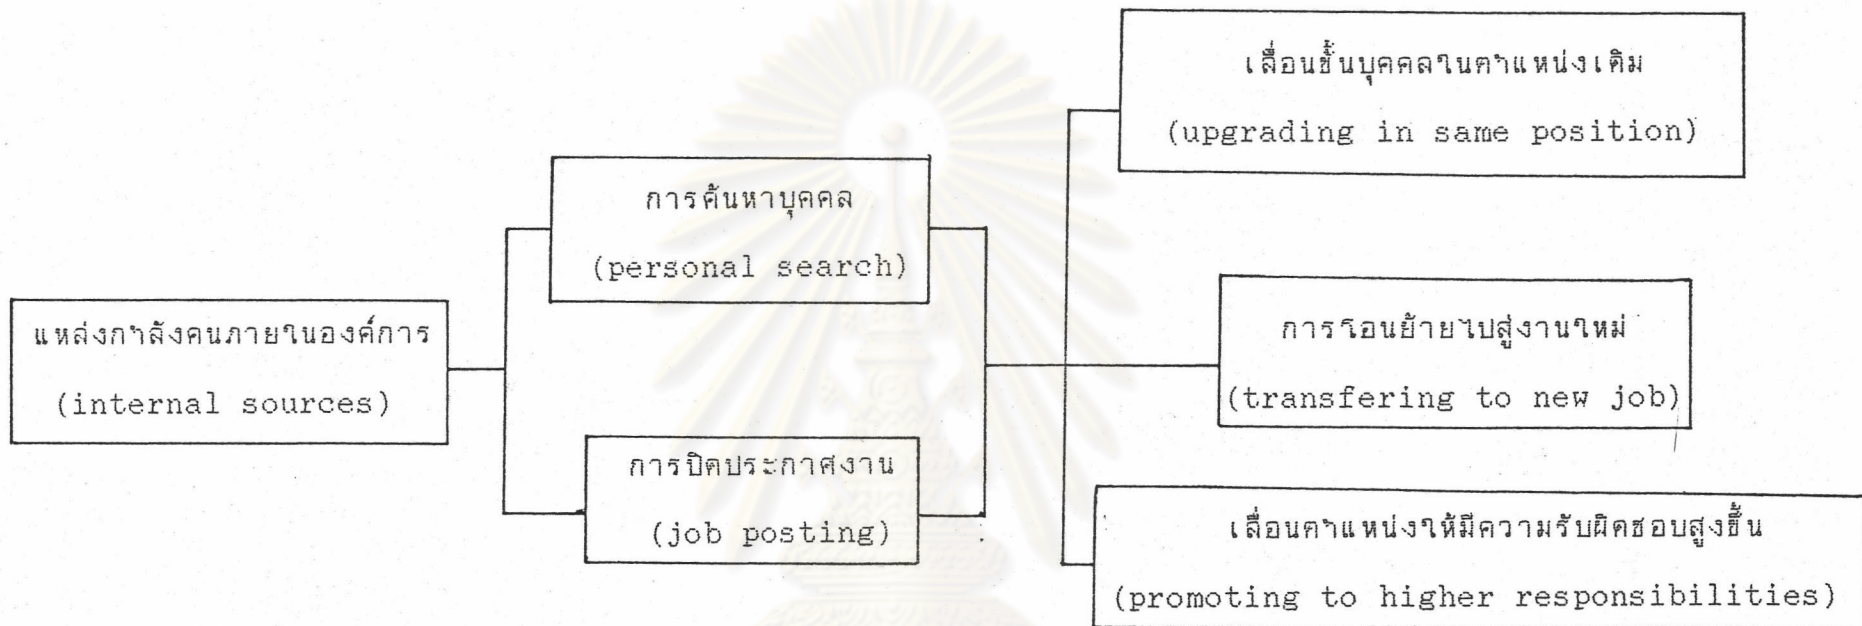 แหล่งกำลังคนภายในองค์การ
(internal sources)
การค้นหาบุคคล
(personal search)
การปิดประกาศงาน
(job posting)
เลื่อนชั้นบุคคลในตำแหน่งเดิม
(upgrading in same position)
การโอนย้ายไปสู่งานใหม่
(transfering to new job)
เลื่อนตำแหน่งให้มีความรับผิดชอบสูงขึ้น
(promoting to higher responsibilities)